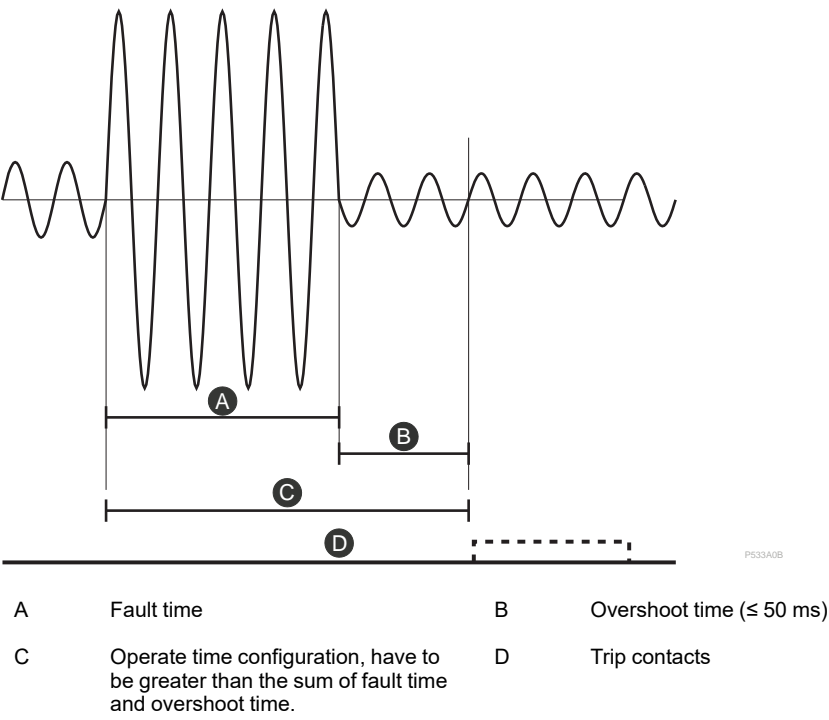 A
B
C
D
P533A0B
A Fault time B Overshoot time (≤ 50 ms)
C Operate time configuration, have to D Trip contacts
be greater than the sum of fault time
and overshoot time.